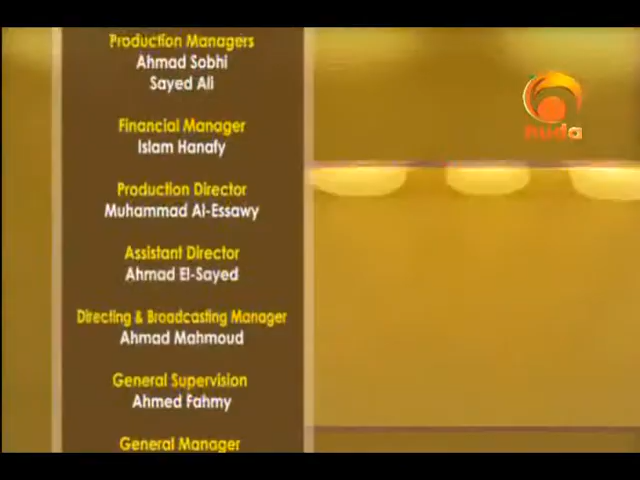 Production Managers
Ahmad Sobhi
Sayed Ali
Financial Manager
Islam Hanafy
Production Director
Muhammad Al-Essawy
Assistant Director
Ahmad El-Sayed
Directing & Broadcasting Manager
Ahmad Mahmoud
General Supervision
Ahmed Fahmy
General Manager
huda